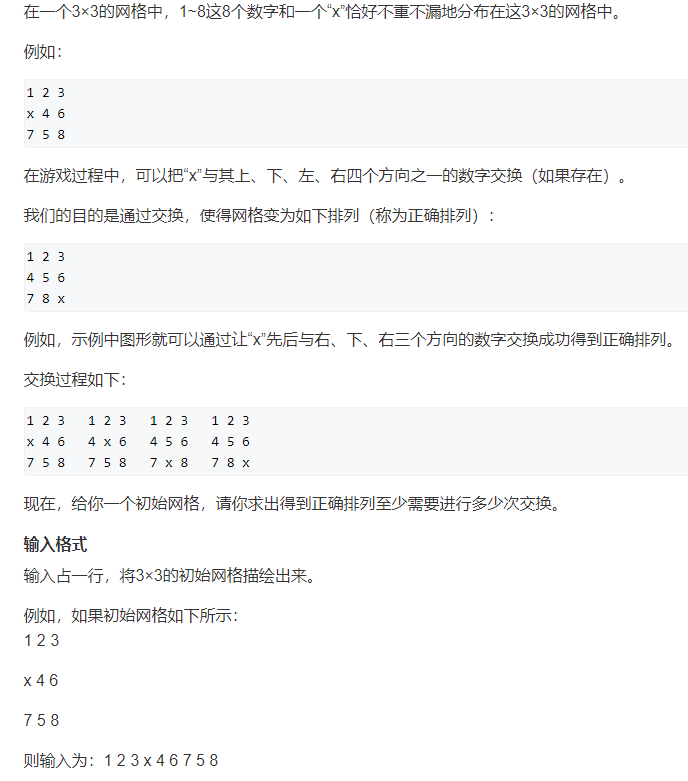 在一个3×3的网格中，1~8这8个数字和一个“x”恰好不重不漏地分布在这3×3的网格中。
例如：
1 2 3
x 4 6
7 5 8
在游戏过程中，可以把“x”与其上、下、左、右四个方向之一的数字交换（如果存在）。
我们的目的是通过交换，使得网格变为如下排列（称为正确排列）：
1 2 3
4 5 6
7 8 x
例如，示例中图形就可以通过让“x”先后与右、下、右三个方向的数字交换成功得到正确排列。
交换过程如下：
1 2 3   1 2 3   1 2 3   1 2 3
x 4 6   4 x 6   4 5 6   4 5 6
7 5 8   7 5 8   7 x 8   7 8 x
现在，给你一个初始网格，请你求出得到正确排列至少需要进行多少次交换。
输入格式
输入占一行，将3×3的初始网格描绘出来。
例如，如果初始网格如下所示：
1 2 3
x 4 6
7 5 8
则输入为：1 2 3 x 4 6 7 5 8